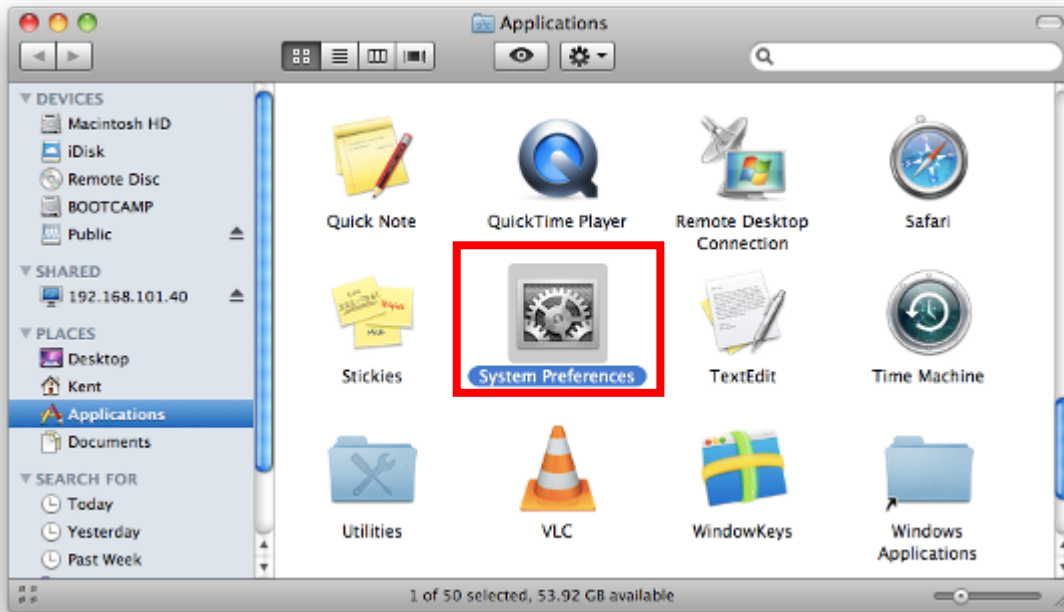 Applications
DEVICES
Macintosh HD
iDisk
Remote Disc
BOOTCAMP
Public
SHARED
192.168.101.40
PLACES
Desktop
Kent
Applications
Documents
SEARCH FOR
Today
Yesterday
Past Week
Quick Note
QuickTime Player
Remote Desktop
Connection
Safari
Stickies
System Preferences
TextEdit
Time Machine
Utilities
VLC
WindowKeys
Windows
Applications
1 of 50 selected, 53.92 GB available